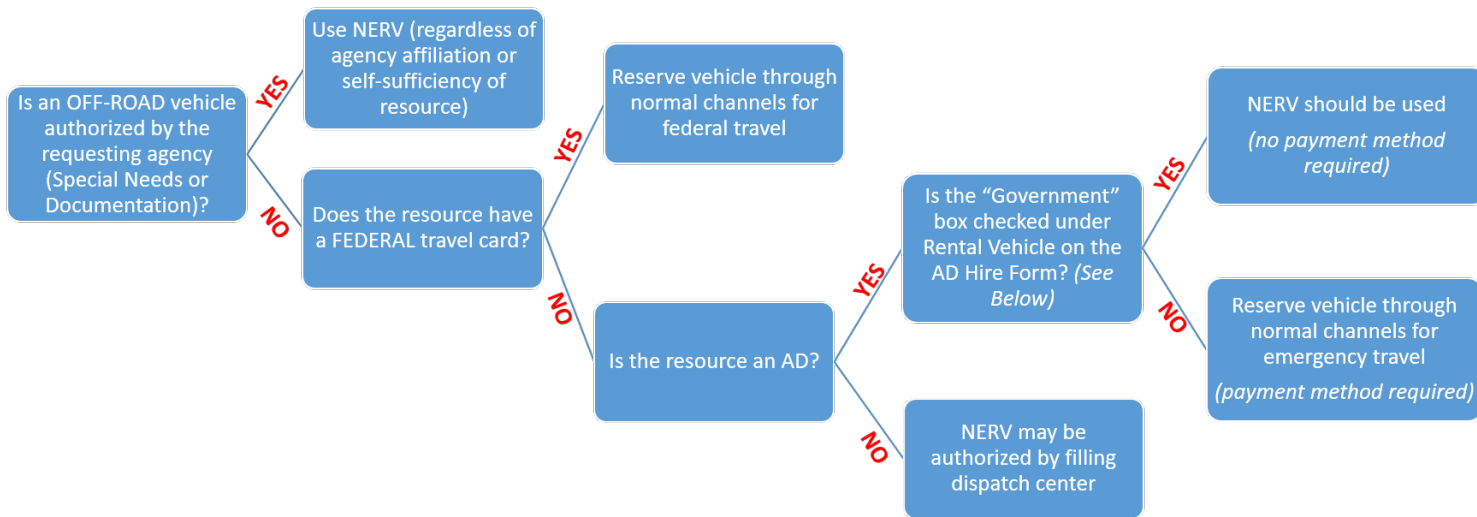 Is an OFF-ROAD vehicle
authorized by the
requesting agency
(Special Needs or
Documentation)?
YES
Use NERV (regardless of
agency affiliation or
self-sufficiency of
resource)
NO
Does the resource have
a FEDERAL travel card?
YES
Reserve vehicle through
normal channels for
federal travel
NO
Is the resource an AD?
YES
Is the “Government”
box checked under
Rental Vehicle on the
AD Hire Form? (See
Below)
YES
NERV should be used
(no payment method
required)
NO
Reserve vehicle through
normal channels for
emergency travel
(payment method required)
NO
NERV may be
authorized by filling
dispatch center